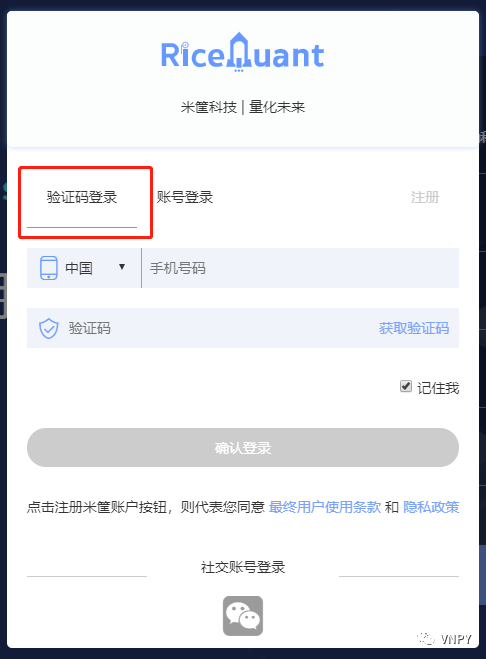 RiceQuant
米筐科技 | 量化未来
验证码登录 账号登录 注册
中国 ▼ 手机号码
验证码 获取验证码
记住我
确认登录
点击注册米筐账户按钮，则代表您同意 最终用户使用条款 和 隐私政策
社交账号登录
VNPY